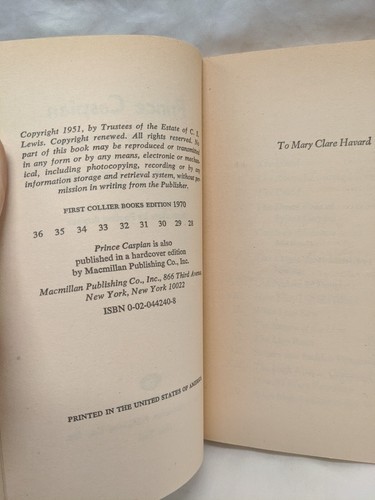 Copyright 1951, by Trustees of the Estate of C. S.
Lewis. Copyright renewed. All rights reserved. No
part of this book may be reproduced or transmitted
in any form or by any means, electronic or mechan-
ical, including photocopying, recording or by any
information storage and retrieval system, without per-
mission in writing from the Publisher.
FIRST COLLIER BOOKS EDITION 1970
36 35 34 33 32 31 30 29 28
Prince Caspian is also
published in a hardcover edition
by Macmillan Publishing Co., Inc.
Macmillan Publishing Co., Inc., 866 Third Avenue
New York, New York 10022
ISBN 0-02-044240-8
PRINTED IN THE UNITED STATES OF AMERICA
To Mary Clare Havard